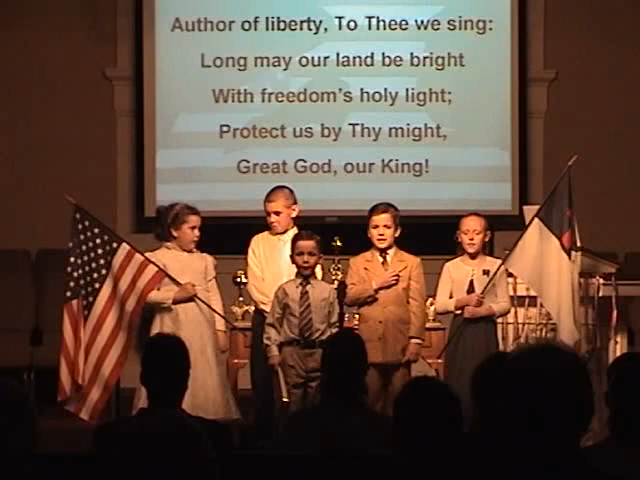 Author of liberty, To Thee we sing:
Long may our land be bright
With freedom's holy light;
Protect us by Thy might,
Great God, our King!